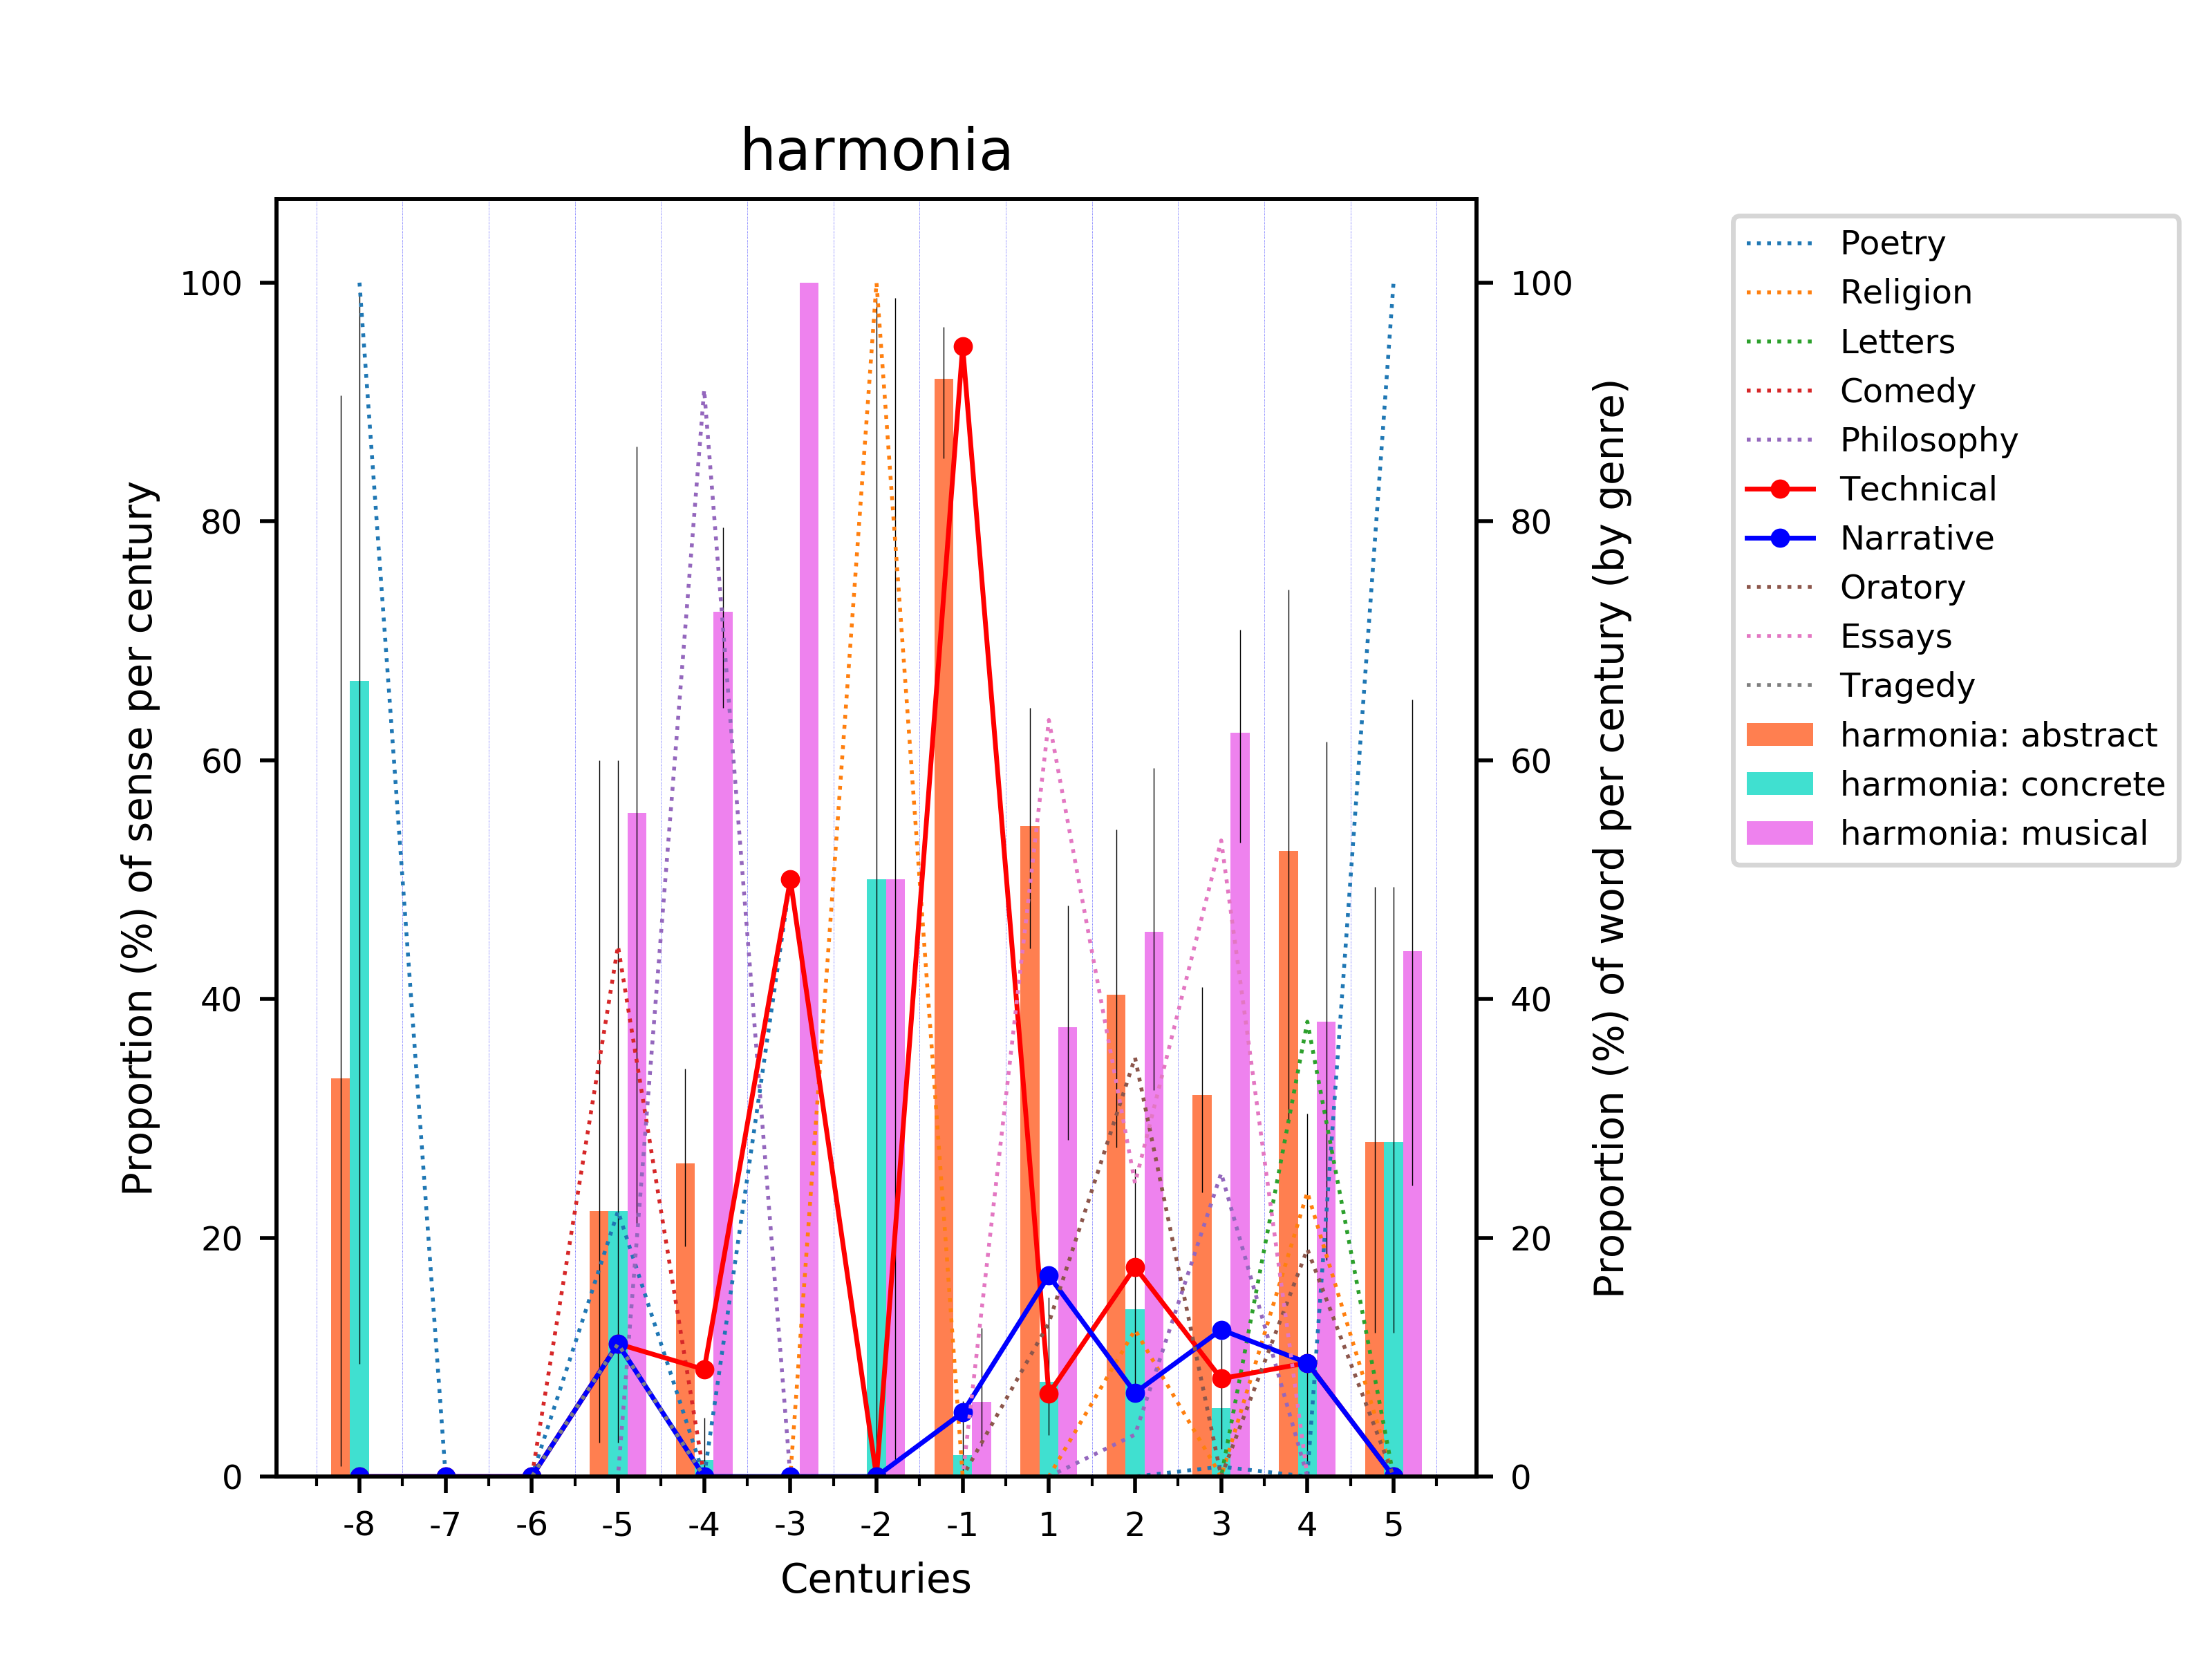 harmonia
Proportion (%) of sense per century
100
80
60
40
20
0
-8 -7 -6 -5 -4 -3 -2 -1 1 2 3 4 5
Centuries
100
80
60
40
20
0
Proportion (%) of word per century (by genre)
Poetry
Religion
Letters
Comedy
Philosophy
Technical
Narrative
Oratory
Essays
Tragedy
harmonia: abstract
harmonia: concrete
harmonia: musical